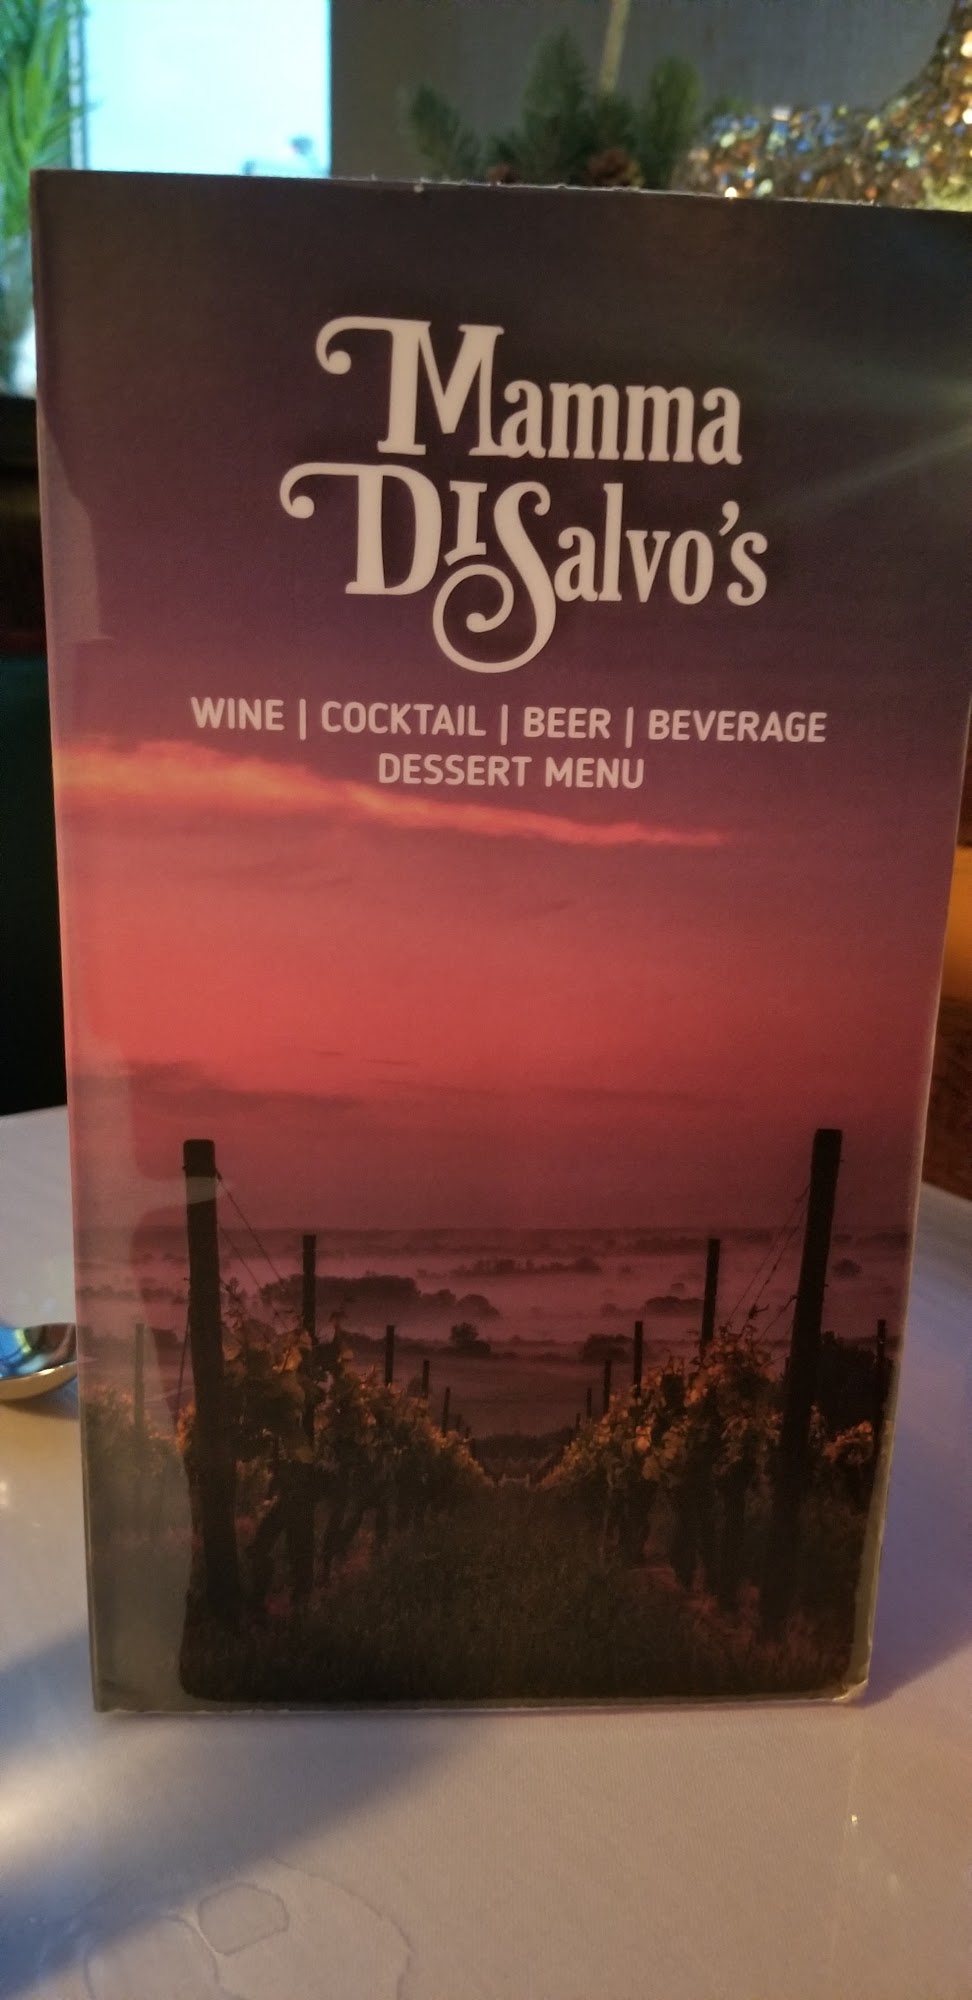 Mamma
DiSalvo's
WINE | COCKTAIL | BEER | BEVERAGE
DESSERT MENU